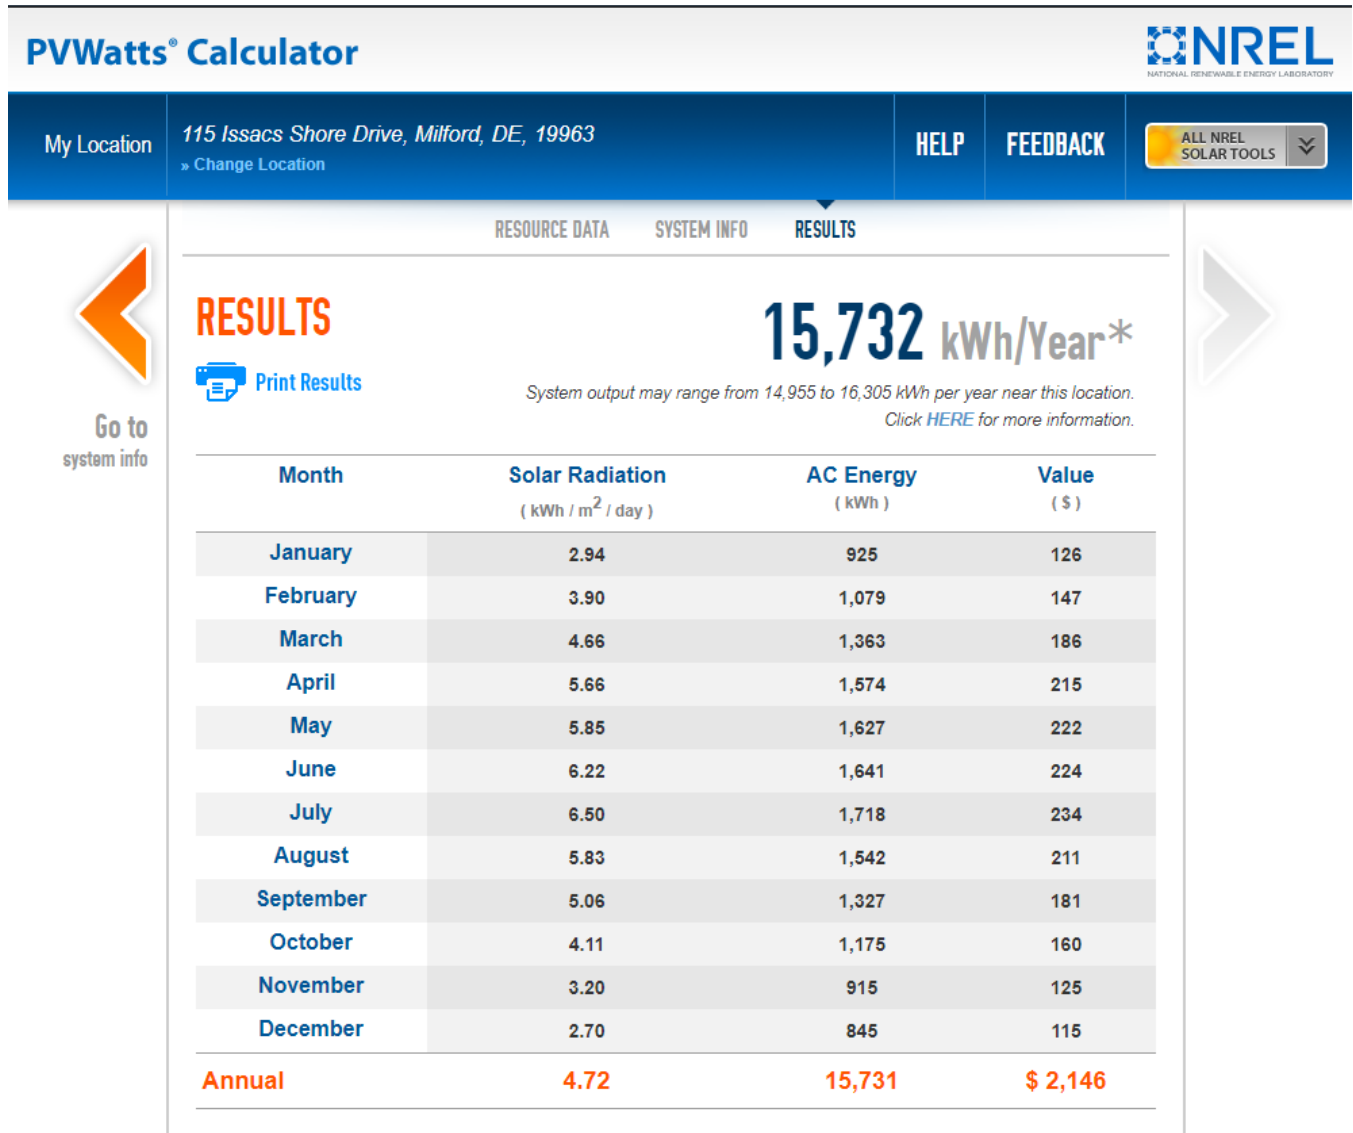 PVWatts® Calculator
NREL
NATIONAL RENEWABLE ENERGY LABORATORY
My Location
115 Issacs Shore Drive, Milford, DE, 19963
» Change Location
HELP
FEEDBACK
ALL NREL
SOLAR TOOLS
RESOURCE DATA SYSTEM INFO RESULTS
Go to
system info
RESULTS
Print Results
15,732 kWh/Year*
System output may range from 14,955 to 16,305 kWh per year near this location.
Click HERE for more information.
Month Solar Radiation AC Energy Value
( kWh / m2 / day ) ( kWh ) ( $ )
January 2.94 925 126
February 3.90 1,079 147
March 4.66 1,363 186
April 5.66 1,574 215
May 5.85 1,627 222
June 6.22 1,641 224
July 6.50 1,718 234
August 5.83 1,542 211
September 5.06 1,327 181
October 4.11 1,175 160
November 3.20 915 125
December 2.70 845 115
Annual 4.72 15,731 $ 2,146